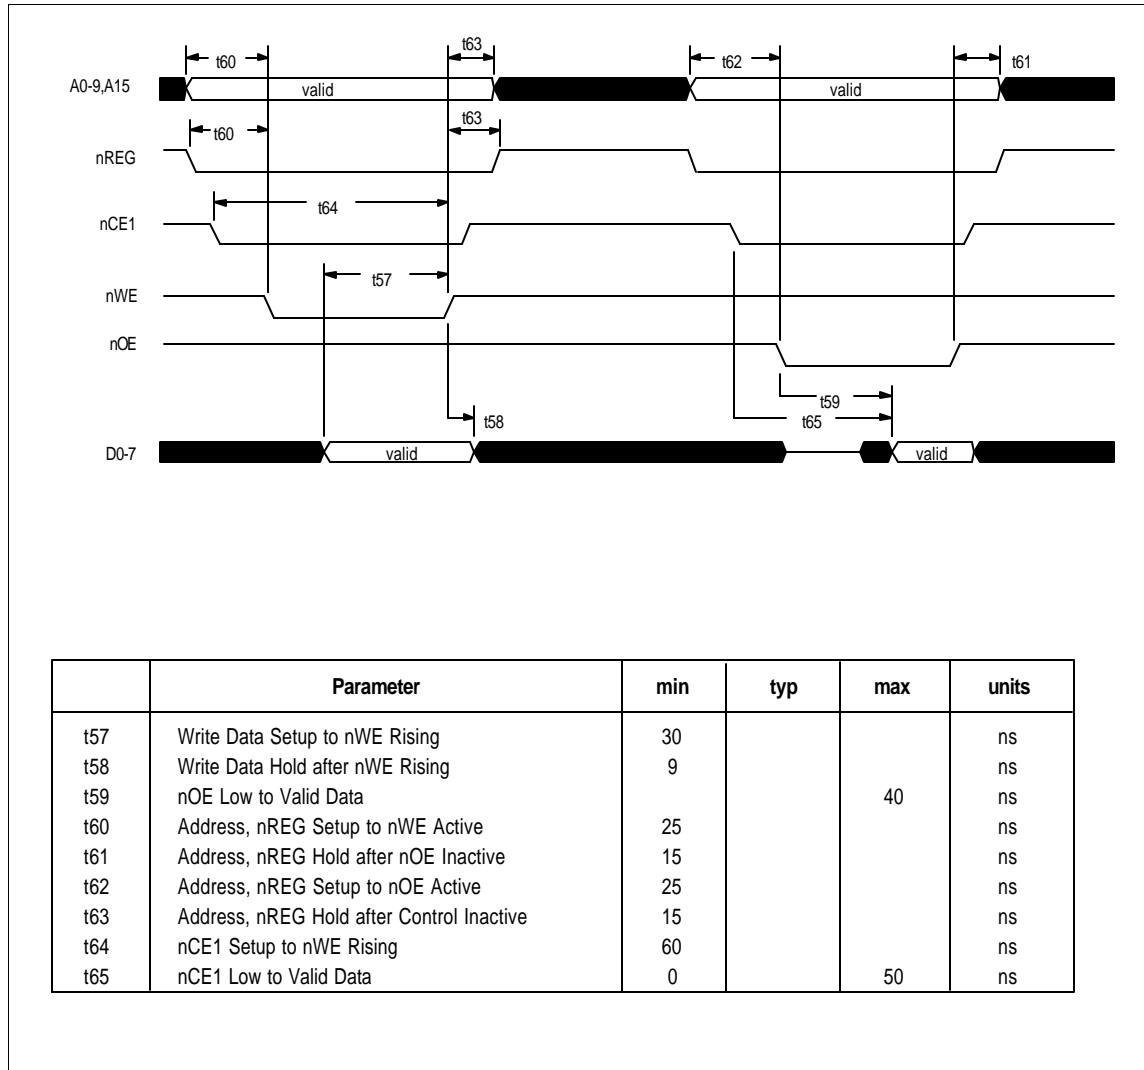 t60 t63 t62 t61
A0-9,A15 valid valid
t60 t63
nREG
t64
nCE1
t57
nWE
nOE
t59
t58 t65
D0-7 valid valid
Parameter min typ max units
t57 Write Data Setup to nWE Rising 30 ns
t58 Write Data Hold after nWE Rising 9 ns
t59 nOE Low to Valid Data 40 ns
t60 Address, nREG Setup to nWE Active 25 ns
t61 Address, nREG Hold after nOE Inactive 15 ns
t62 Address, nREG Setup to nOE Active 25 ns
t63 Address, nREG Hold after Control Inactive 15 ns
t64 nCE1 Setup to nWE Rising 60 ns
t65 nCE1 Low to Valid Data 0 50 ns